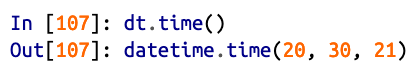 In [107]: dt.time()
Out[107]: datetime.time(20, 30, 21)